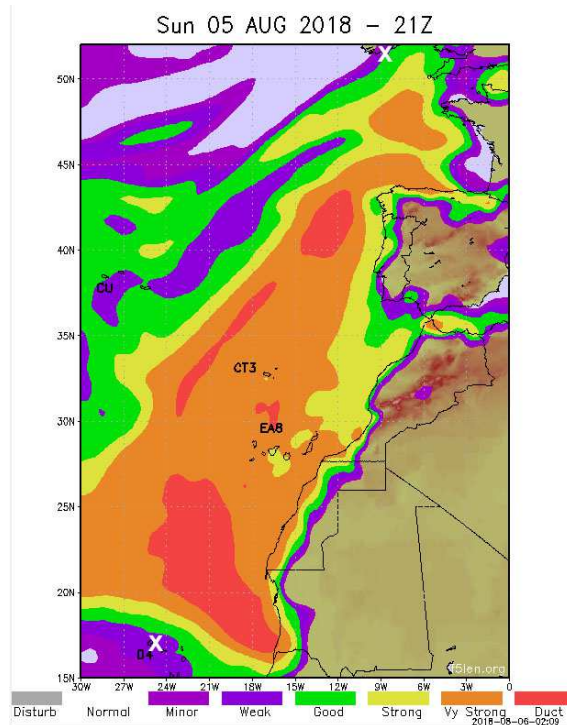 Sun 05 AUG 2018 – 21Z
50N
X
45N
40N
CU
35N
CT3
30N
EA8
25N
20N
X
D4
15N
30W 27W 24W 21W 18W 15W 12W 9W 6W 3W 0
Disturb Normal Minor Weak Good Strong Vy Strong Duct
2018-08-06-02:09